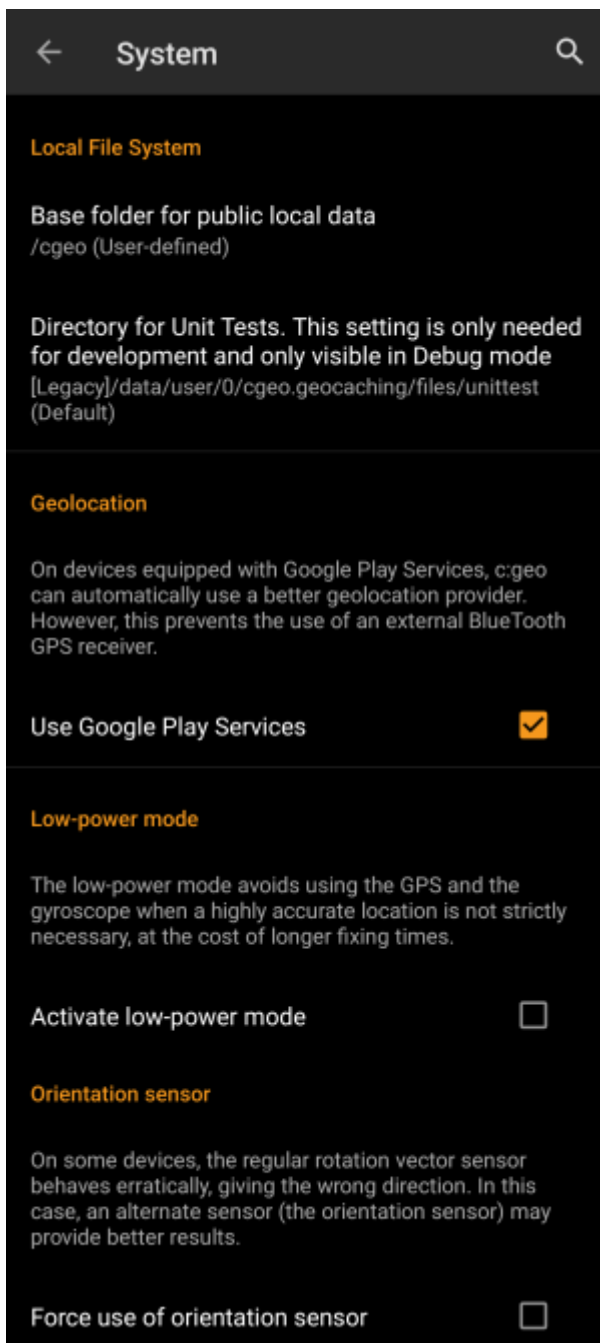 System
Local File System
Base folder for public local data
/cgeo (User-defined)
Directory for Unit Tests. This setting is only needed
for development and only visible in Debug mode
[Legacy]/data/user/0/cgeo.geocaching/files/unittest
(Default)
Geolocation
On devices equipped with Google Play Services, c:geo
can automatically use a better geolocation provider.
However, this prevents the use of an external BlueTooth
GPS receiver.
Use Google Play Services
Low-power mode
The low-power mode avoids using the GPS and the
gyroscope when a highly accurate location is not strictly
necessary, at the cost of longer fixing times.
Activate low-power mode
Orientation sensor
On some devices, the regular rotation vector sensor
behaves erratically, giving the wrong direction. In this
case, an alternate sensor (the orientation sensor) may
provide better results.
Force use of orientation sensor